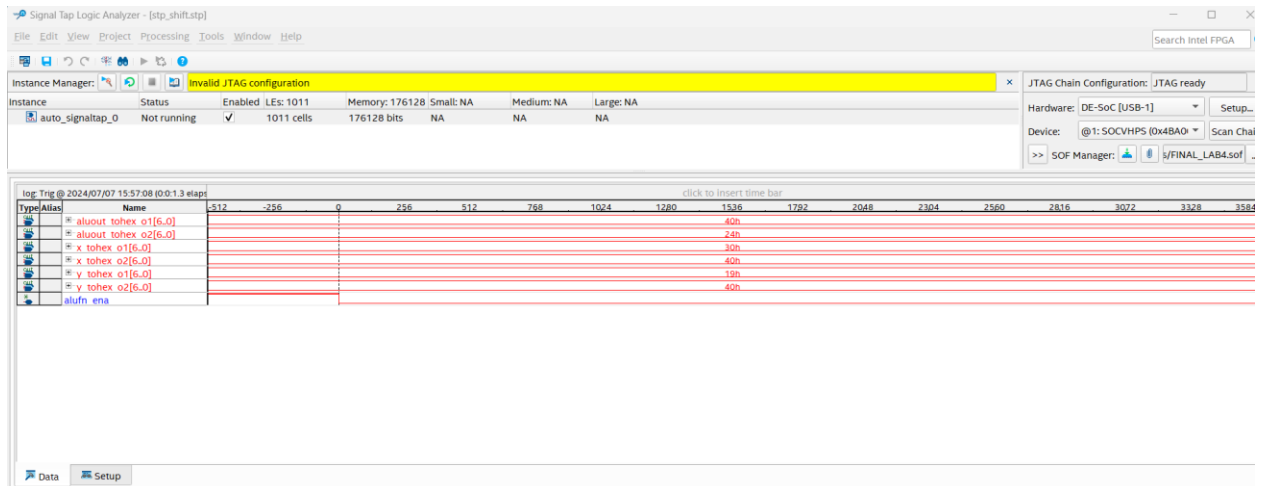 Signal Tap Logic Analyzer - [stp_shift.stp]
File Edit View Project Processing Tools Window Help
Search Intel FPGA
Instance Manager: Invalid JTAG configuration × JTAG Chain Configuration: JTAG ready
Instance Status Enabled LEs: 1011 Memory: 176128 Small: NA Medium: NA Large: NA
auto_signaltap_0 Not running ✓ 1011 cells 176128 bits NA NA NA
Hardware: DE-SoC [USB-1] Setup...
Device: @1: SOCVHPS (0x4BA0 Scan Chai
>> SOF Manager: s/FINAL_LAB4.sof ..
log: Trig @ 2024/07/07 15:57:08 (0:0:1.3 elaps click to insert time bar
Type Alias Name -512 -256 0 256 512 768 1024 1280 1536 1792 2048 2304 2560 2816 3072 3328 3584
aluout_tohex_o1[6..0] 40h
aluout_tohex_o2[6..0] 24h
x_tohex_o1[6..0] 30h
x_tohex_o2[6..0] 40h
y_tohex_o1[6..0] 19h
y_tohex_o2[6..0] 40h
alufn_ena
Data Setup